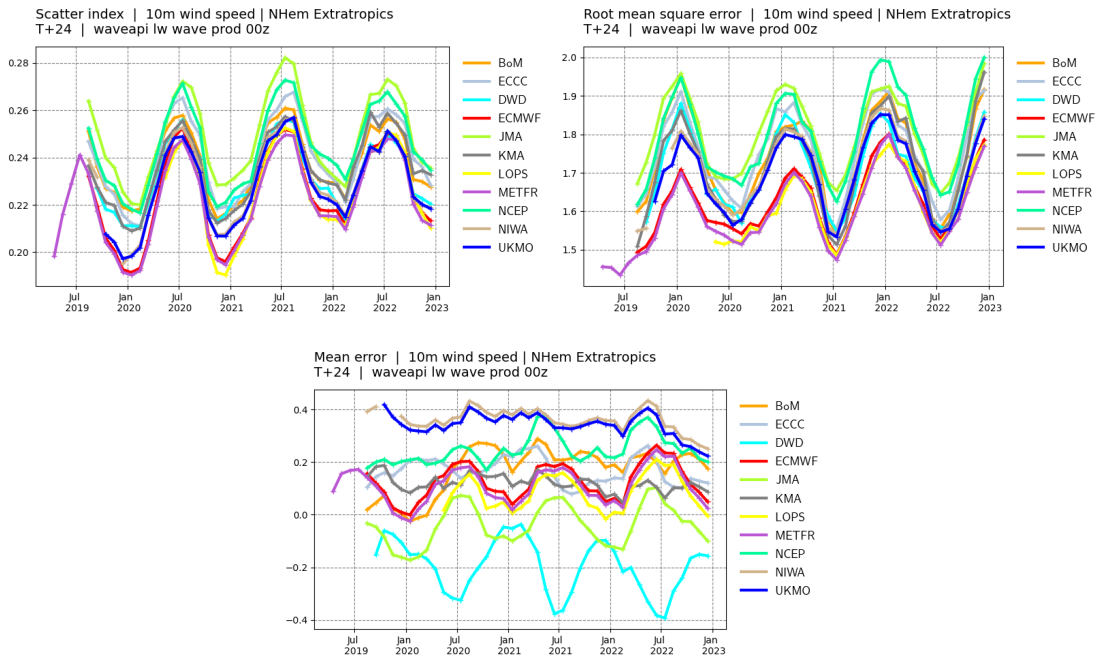 Scatter index | 10m wind speed | NHem Extratropics
T+24 | waveapi lw wave prod 00z
0.28
0.26
0.24
0.22
0.20
Jul 2019
Jan 2020
Jul 2020
Jan 2021
Jul 2021
Jan 2022
Jul 2022
Jan 2023
BoM
ECCC
DWD
ECMWF
JMA
KMA
LOPS
METFR
NCEP
NIWA
UKMO
Root mean square error | 10m wind speed | NHem Extratropics
T+24 | waveapi lw wave prod 00z
2.0
1.9
1.8
1.7
1.6
1.5
Jul 2019
Jan 2020
Jul 2020
Jan 2021
Jul 2021
Jan 2022
Jul 2022
Jan 2023
BoM
ECCC
DWD
ECMWF
JMA
KMA
LOPS
METFR
NCEP
NIWA
UKMO
Mean error | 10m wind speed | NHem Extratropics
T+24 | waveapi lw wave prod 00z
0.4
0.2
0.0
−0.2
−0.4
Jul 2019
Jan 2020
Jul 2020
Jan 2021
Jul 2021
Jan 2022
Jul 2022
Jan 2023
BoM
ECCC
DWD
ECMWF
JMA
KMA
LOPS
METFR
NCEP
NIWA
UKMO